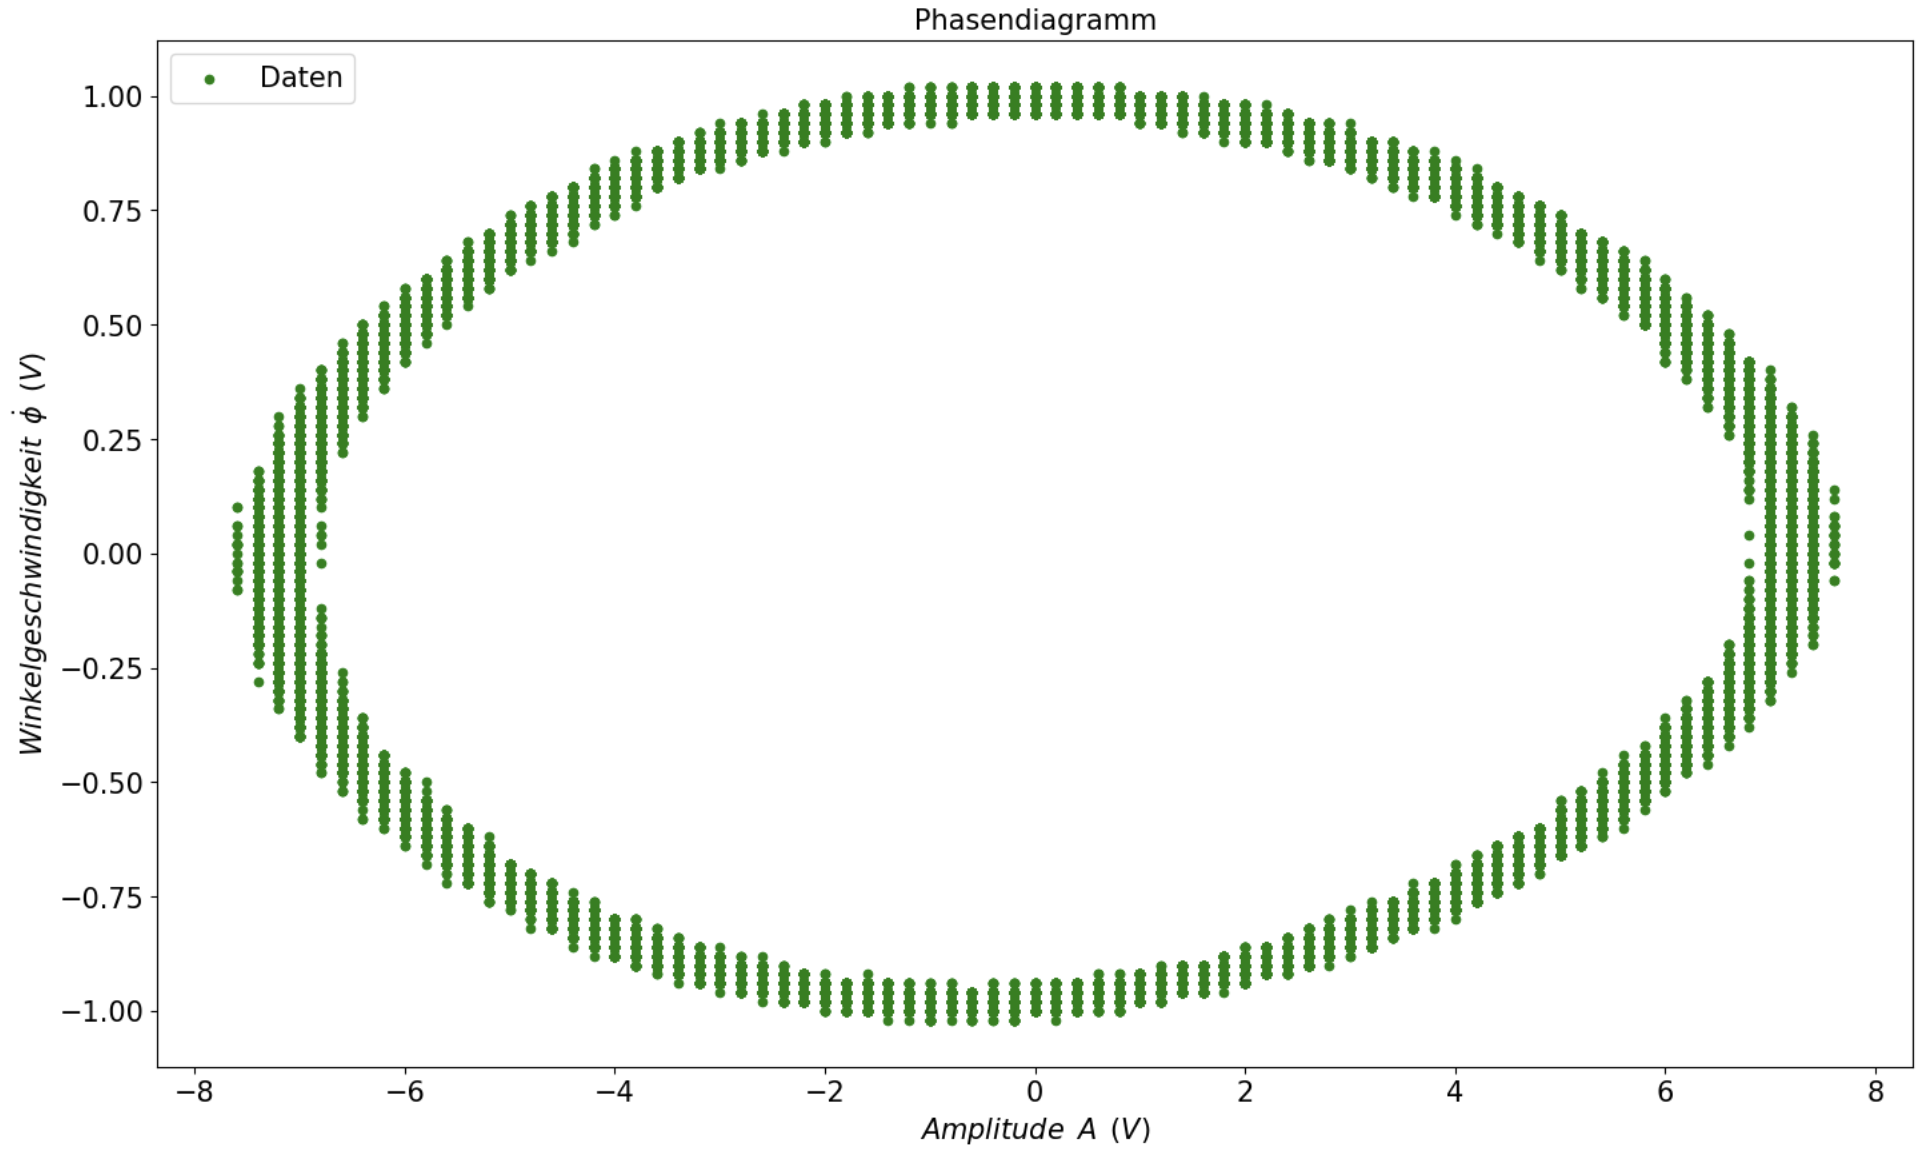 Phasendiagramm
Daten
Winkelgeschwindigkeit ϕ̇ (V)
1.00
0.75
0.50
0.25
0.00
−0.25
−0.50
−0.75
−1.00
−8 −6 −4 −2 0 2 4 6 8
Amplitude A (V)